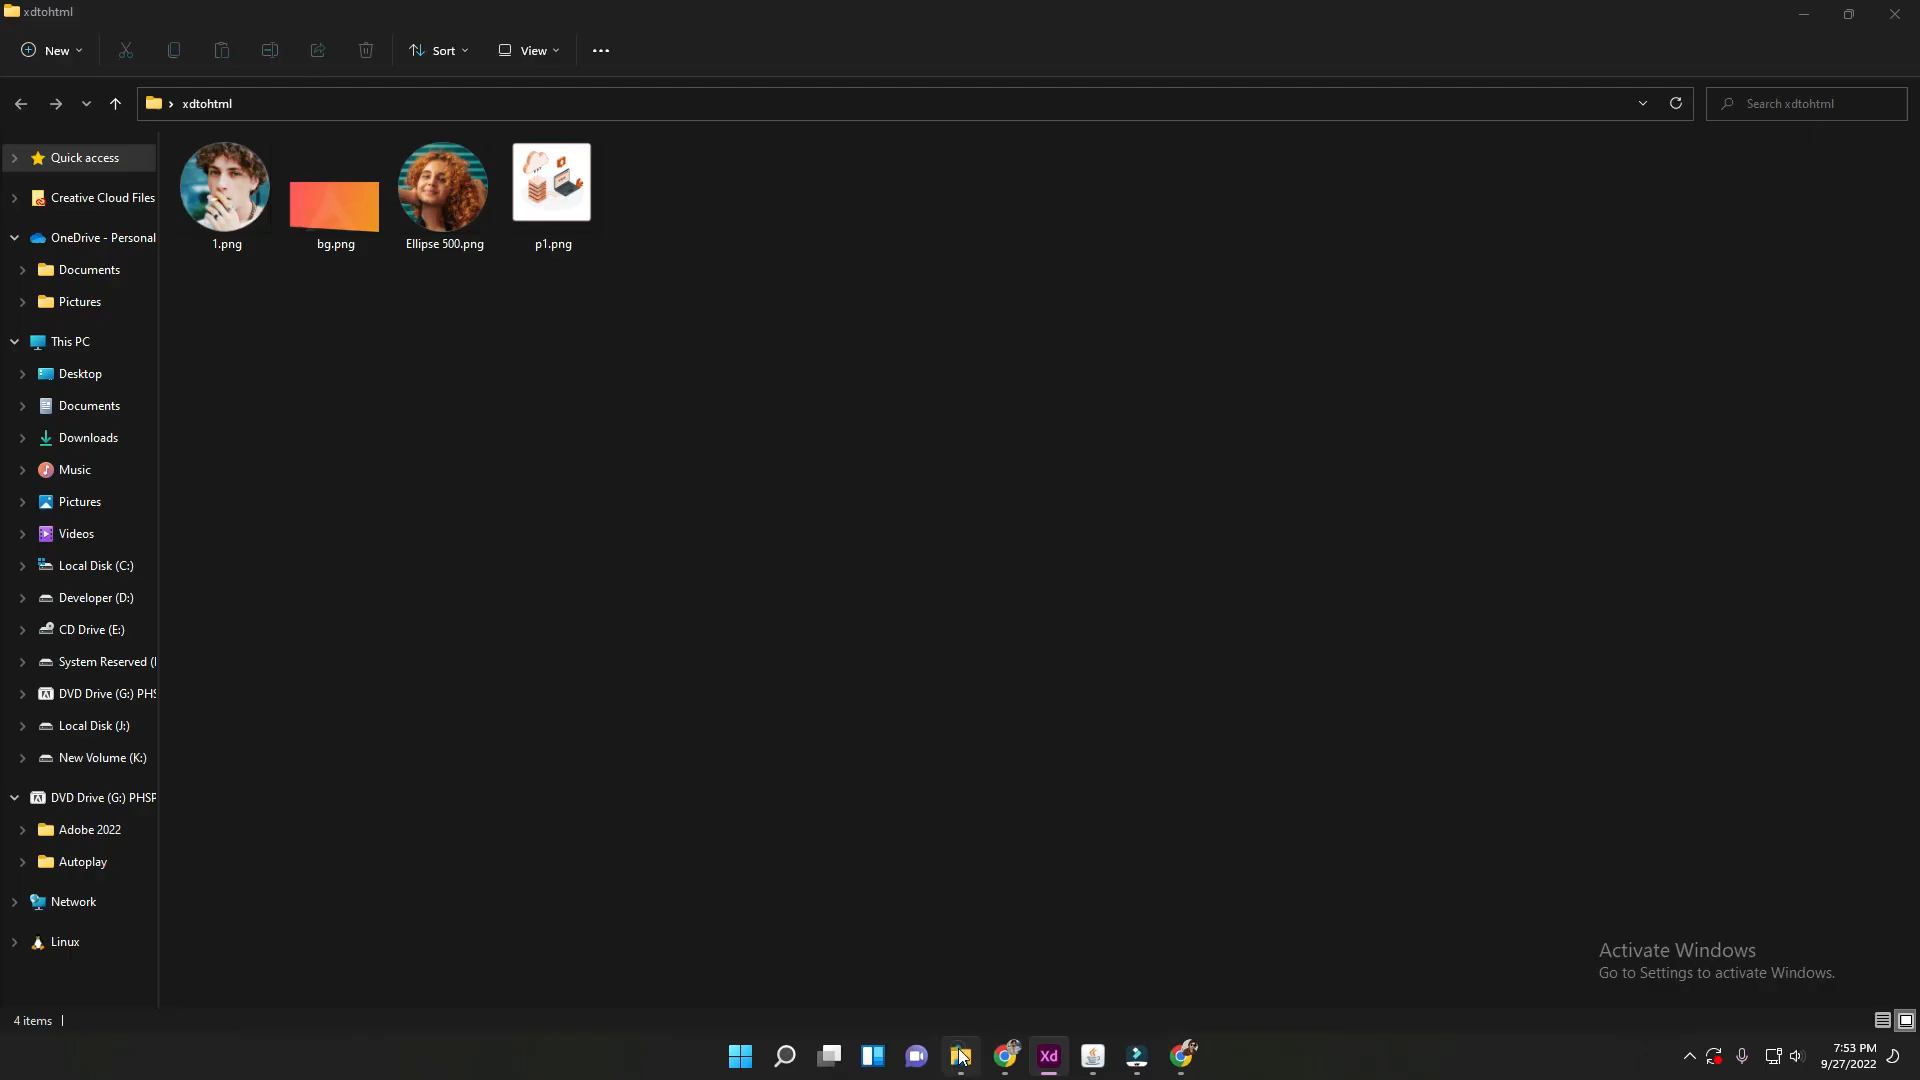 xdtohtml
New
Sort
View
xdtohtml
Search xdtohtml
Quick access
Creative Cloud Files
OneDrive - Personal
Documents
Pictures
This PC
Desktop
Documents
Downloads
Music
Pictures
Videos
Local Disk (C:)
Developer (D:)
CD Drive (E:)
System Reserved (
DVD Drive (G:) PHS
Local Disk (J:)
New Volume (K:)
DVD Drive (G:) PHSP
Adobe 2022
Autoplay
Network
Linux
1.png
bg.png
Ellipse 500.png
p1.png
Activate Windows
Go to Settings to activate Windows.
4 items
Xd
7:53 PM
9/27/2022